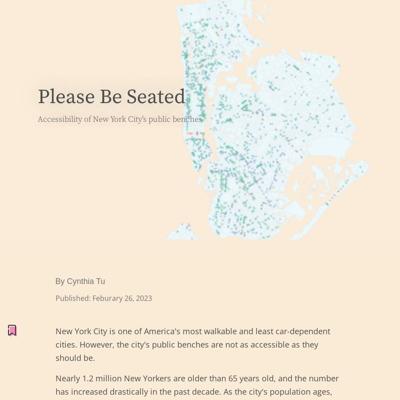 Please Be Seated
Accessibility of New York City's public benches
By Cynthia Tu
Published: Feburary 26, 2023
New York City is one of America's most walkable and least car-dependent
cities. However, the city's public benches are not as accessible as they
should be.
Nearly 1.2 million New Yorkers are older than 65 years old, and the number
has increased drastically in the past decade. As the city's population ages,